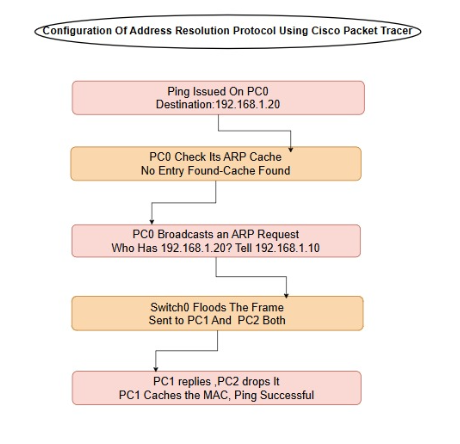 Configuration Of Address Resolution Protocol Using Cisco Packet Tracer
Ping Issued On PC0
Destination:192.168.1.20
PC0 Check Its ARP Cache
No Entry Found-Cache Found
PC0 Broadcasts an ARP Request
Who Has 192.168.1.20? Tell 192.168.1.10
Switch0 Floods The Frame
Sent to PC1 And PC2 Both
PC1 replies ,PC2 drops It
PC1 Caches the MAC, Ping Successful